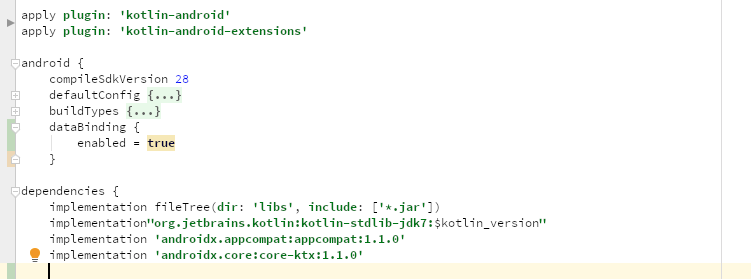 apply plugin: 'kotlin-android'
apply plugin: 'kotlin-android-extensions'
android {
compileSdkVersion 28
defaultConfig {...}
buildTypes {...}
dataBinding {
enabled = true
}
dependencies {
implementation fileTree(dir: 'libs', include: ['*.jar'])
implementation"org.jetbrains.kotlin:kotlin-stdlib-jdk7:$kotlin_version"
implementation 'androidx.appcompat:appcompat:1.1.0'
implementation 'androidx.core:core-ktx:1.1.0'